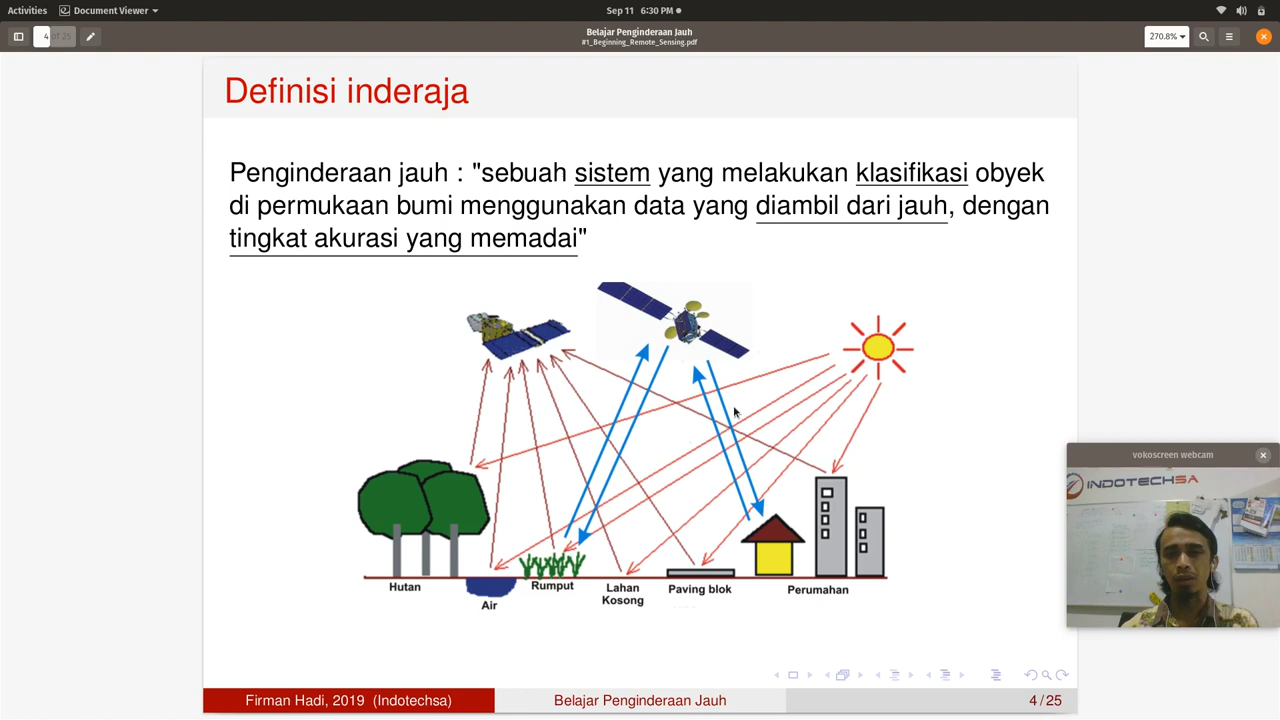 Activities Document Viewer Sep 11 6:30 PM
4 of 25
Belajar Penginderaan Jauh
#1_Beginning_Remote_Sensing.pdf
270.8%
Definisi inderaja
Penginderaan jauh : "sebuah sistem yang melakukan klasifikasi obyek
di permukaan bumi menggunakan data yang diambil dari jauh, dengan
tingkat akurasi yang memadai"
Hutan
Air
Rumput
Lahan
Kosong
Paving blok
Perumahan
vokoscreen webcam
INDOTECHSA
Firman Hadi, 2019 (Indotechsa) Belajar Penginderaan Jauh 4/25